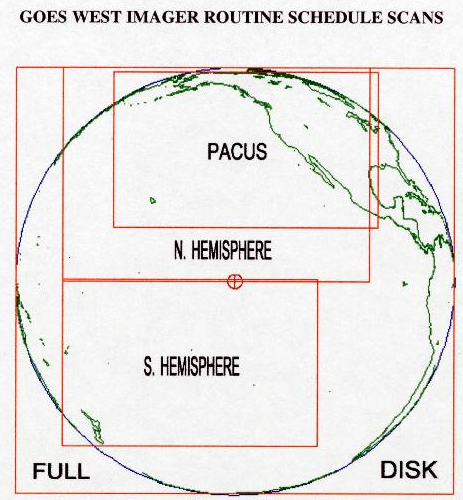 GOES WEST IMAGER ROUTINE SCHEDULE SCANS
PACUS
N. HEMISPHERE
S. HEMISPHERE
FULL DISK